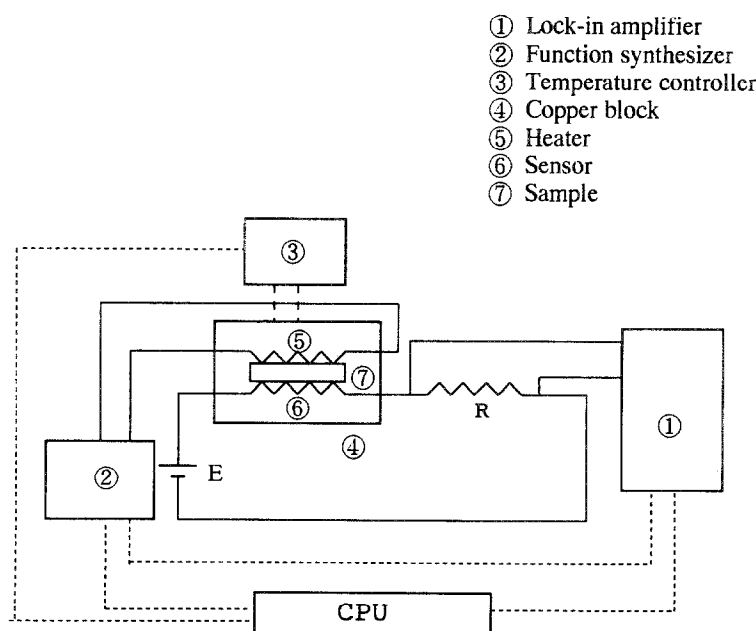 ① Lock-in amplifier
② Function synthesizer
③ Temperature controller
④ Copper block
⑤ Heater
⑥ Sensor
⑦ Sample
③
⑤
⑦
⑥
R
①
④
② E
CPU